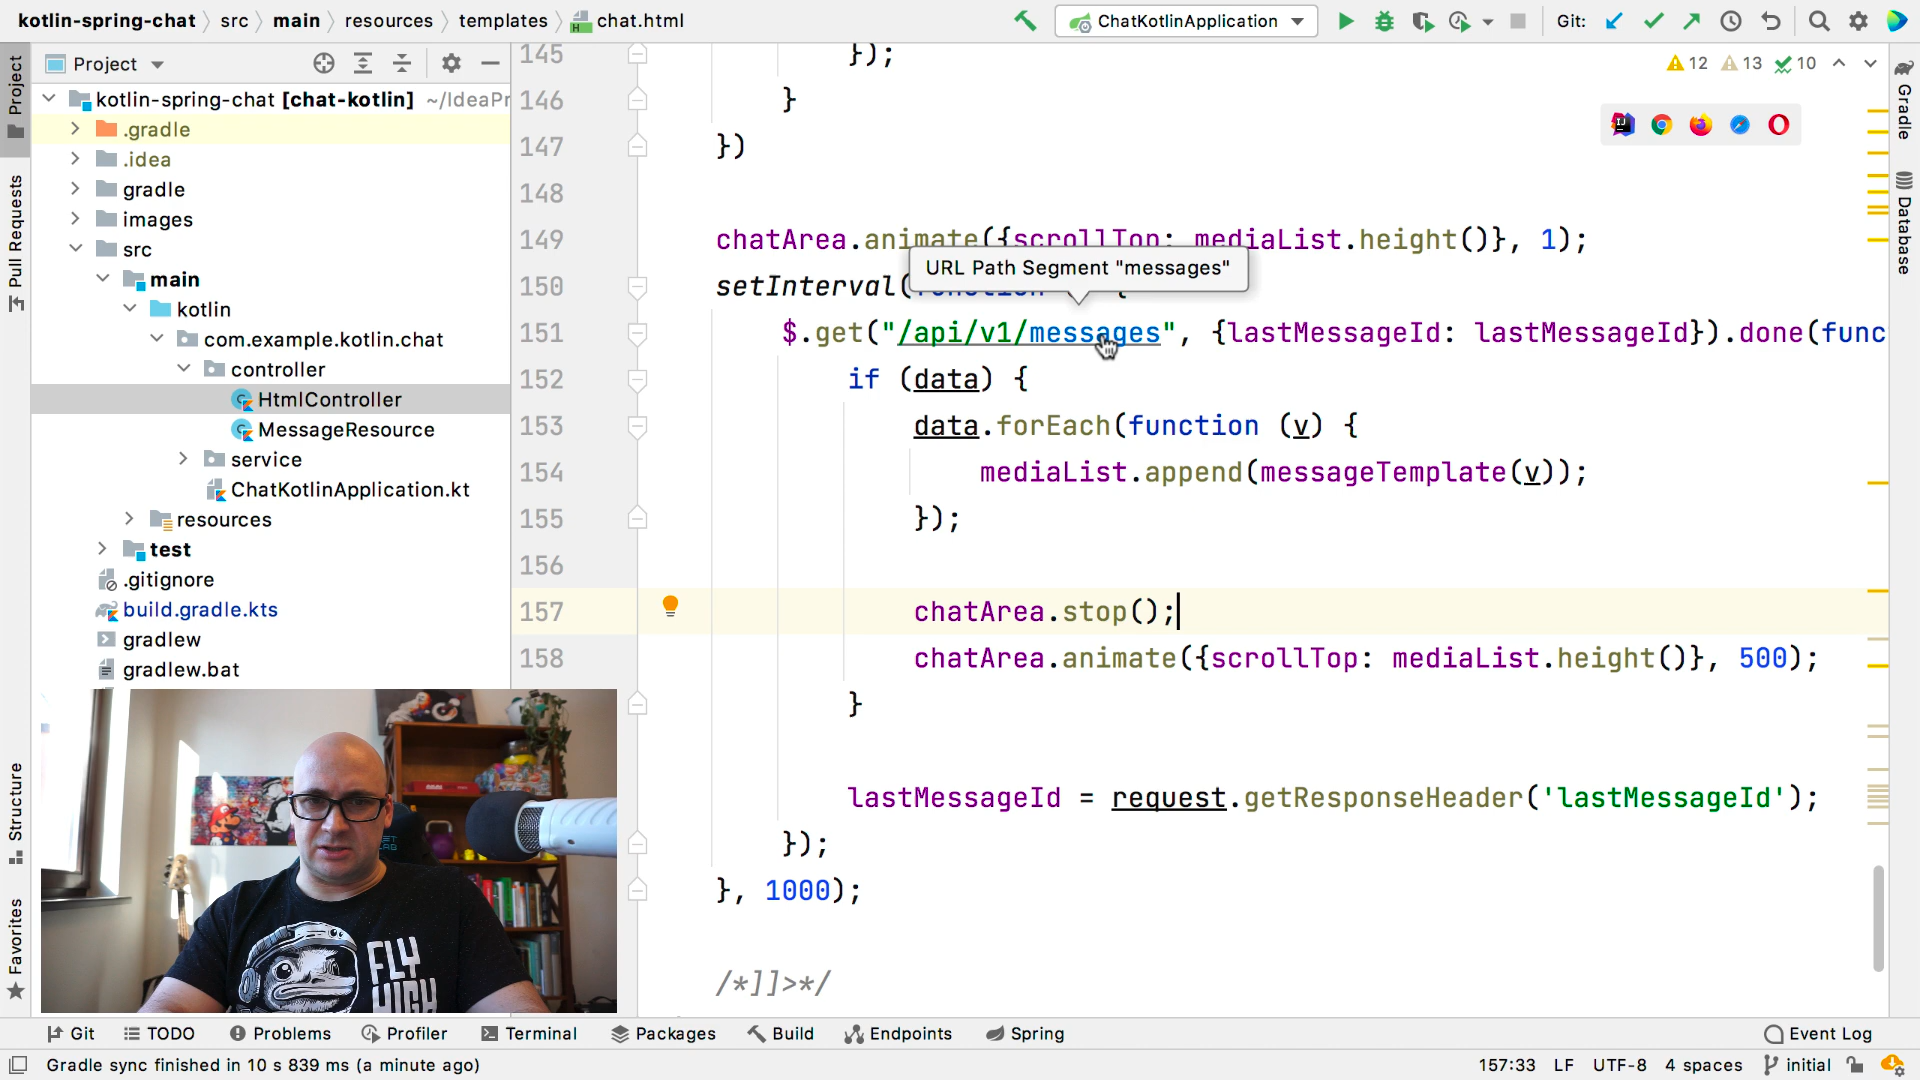 kotlin-spring-chat src main resources templates chat.html
ChatKotlinApplication
Git:
Project
12 13 10
kotlin-spring-chat [chat-kotlin] ~/IdeaPr
.gradle
.idea
gradle
images
src
main
kotlin
com.example.kotlin.chat
controller
HtmlController
MessageResource
service
ChatKotlinApplication.kt
resources
test
.gitignore
build.gradle.kts
gradlew
gradlew.bat
Project
Pull Requests
Structure
Favorites
Gradle
Database
145 });
146 }
147 })
148
149 chatArea.animate({scrollTop: mediaList.height()}, 1);
URL Path Segment "messages"
150 setInterval(function () {
151 $.get("/api/v1/messages", {lastMessageId: lastMessageId}).done(func
152 if (data) {
153 data.forEach(function (v) {
154 mediaList.append(messageTemplate(v));
155 });
156
157 chatArea.stop();
158 chatArea.animate({scrollTop: mediaList.height()}, 500);
}
lastMessageId = request.getResponseHeader('lastMessageId');
});
}, 1000);
/*]]>*/
FLY
HIGH
Git TODO Problems Profiler Terminal Packages Build Endpoints Spring Event Log
Gradle sync finished in 10 s 839 ms (a minute ago) 157:33 LF UTF-8 4 spaces initial